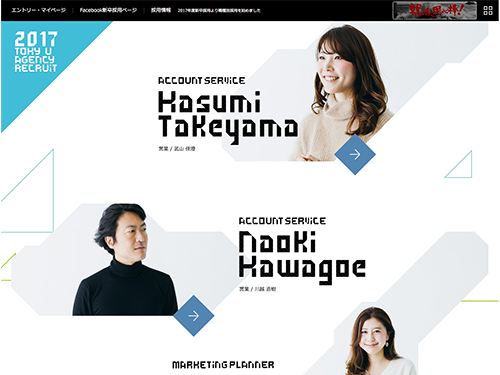 エントリー・マイページ
Facebook新卒採用ページ
採用情報
2017年度新卒採用より職種別採用を始めました
2017
TOKYU
AGENCY
RECRUIT
ACCOUNT SERVICE
Kasumi
Takeyama
営業 / 武山 佳澄
ACCOUNT SERVICE
Naoki
Kawagoe
営業 / 川越 直樹
MARKETING PLANNER